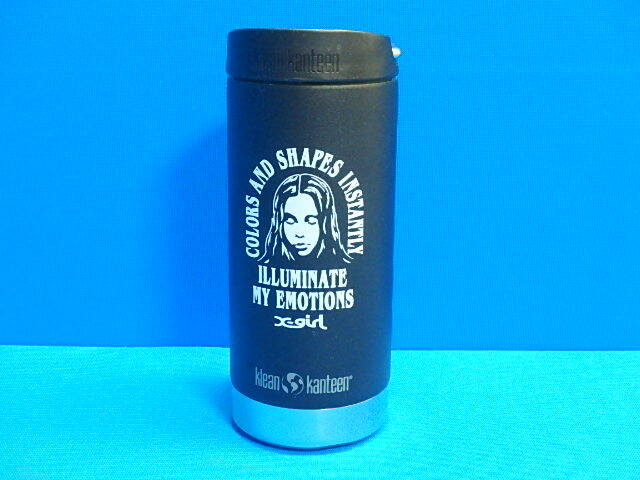 klean kanteen
COLORS AND SHAPES INSTANTLY
ILLUMINATE
MY EMOTIONS
X-girl
klean kanteen®